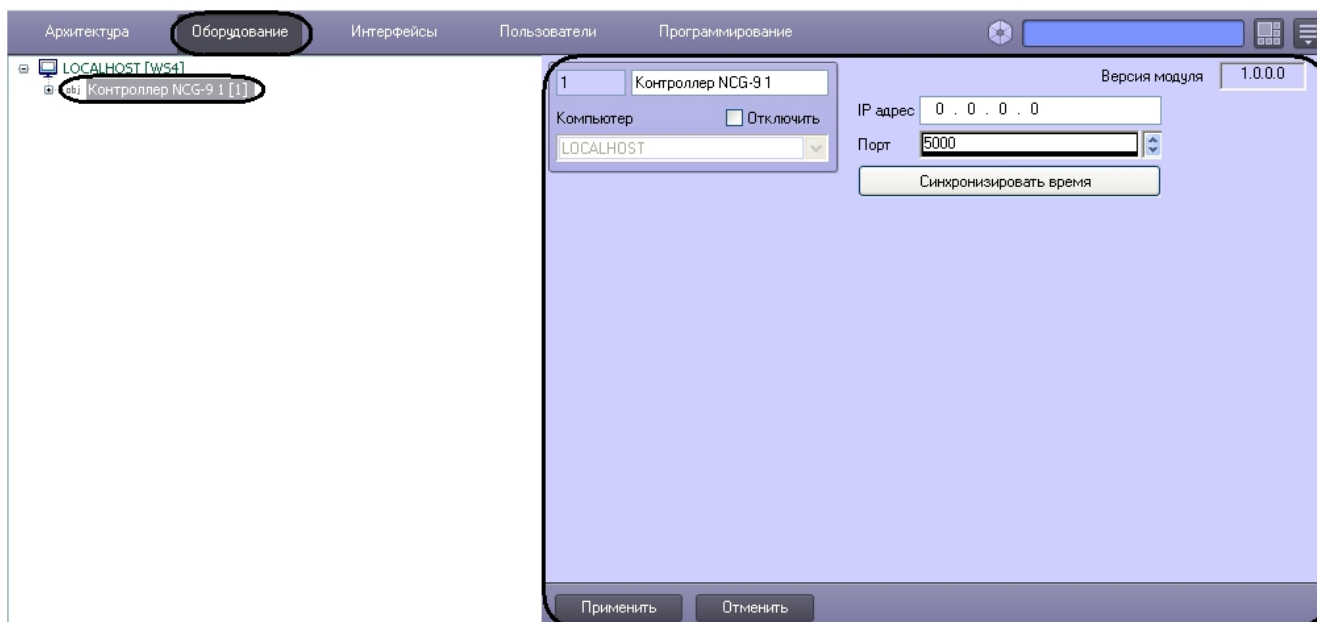 Архитектура Оборудование Интерфейсы Пользователи Программирование
LOCALHOST [WS4]
obj Контроллер NCG-9 1 [1]
1 Контроллер NCG-9 1
Компьютер Отключить
LOCALHOST
Версия модуля 1.0.0.0
IP адрес 0 . 0 . 0 . 0
Порт 5000
Синхронизировать время
Применить Отменить